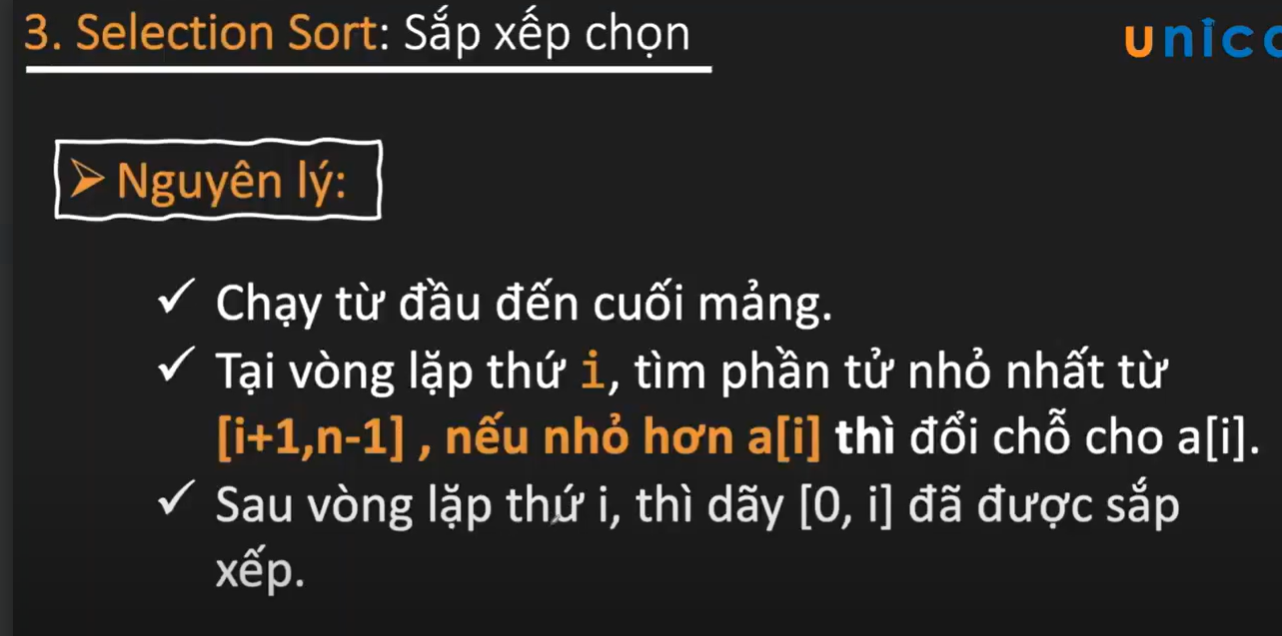 3. Selection Sort: Sắp xếp chọn
unic
➢ Nguyên lý:
✓ Chạy từ đầu đến cuối mảng.
✓ Tại vòng lặp thứ i, tìm phần tử nhỏ nhất từ
[i+1,n-1] , nếu nhỏ hơn a[i] thì đổi chỗ cho a[i].
✓ Sau vòng lặp thứ i, thì dãy [0, i] đã được sắp
xếp.